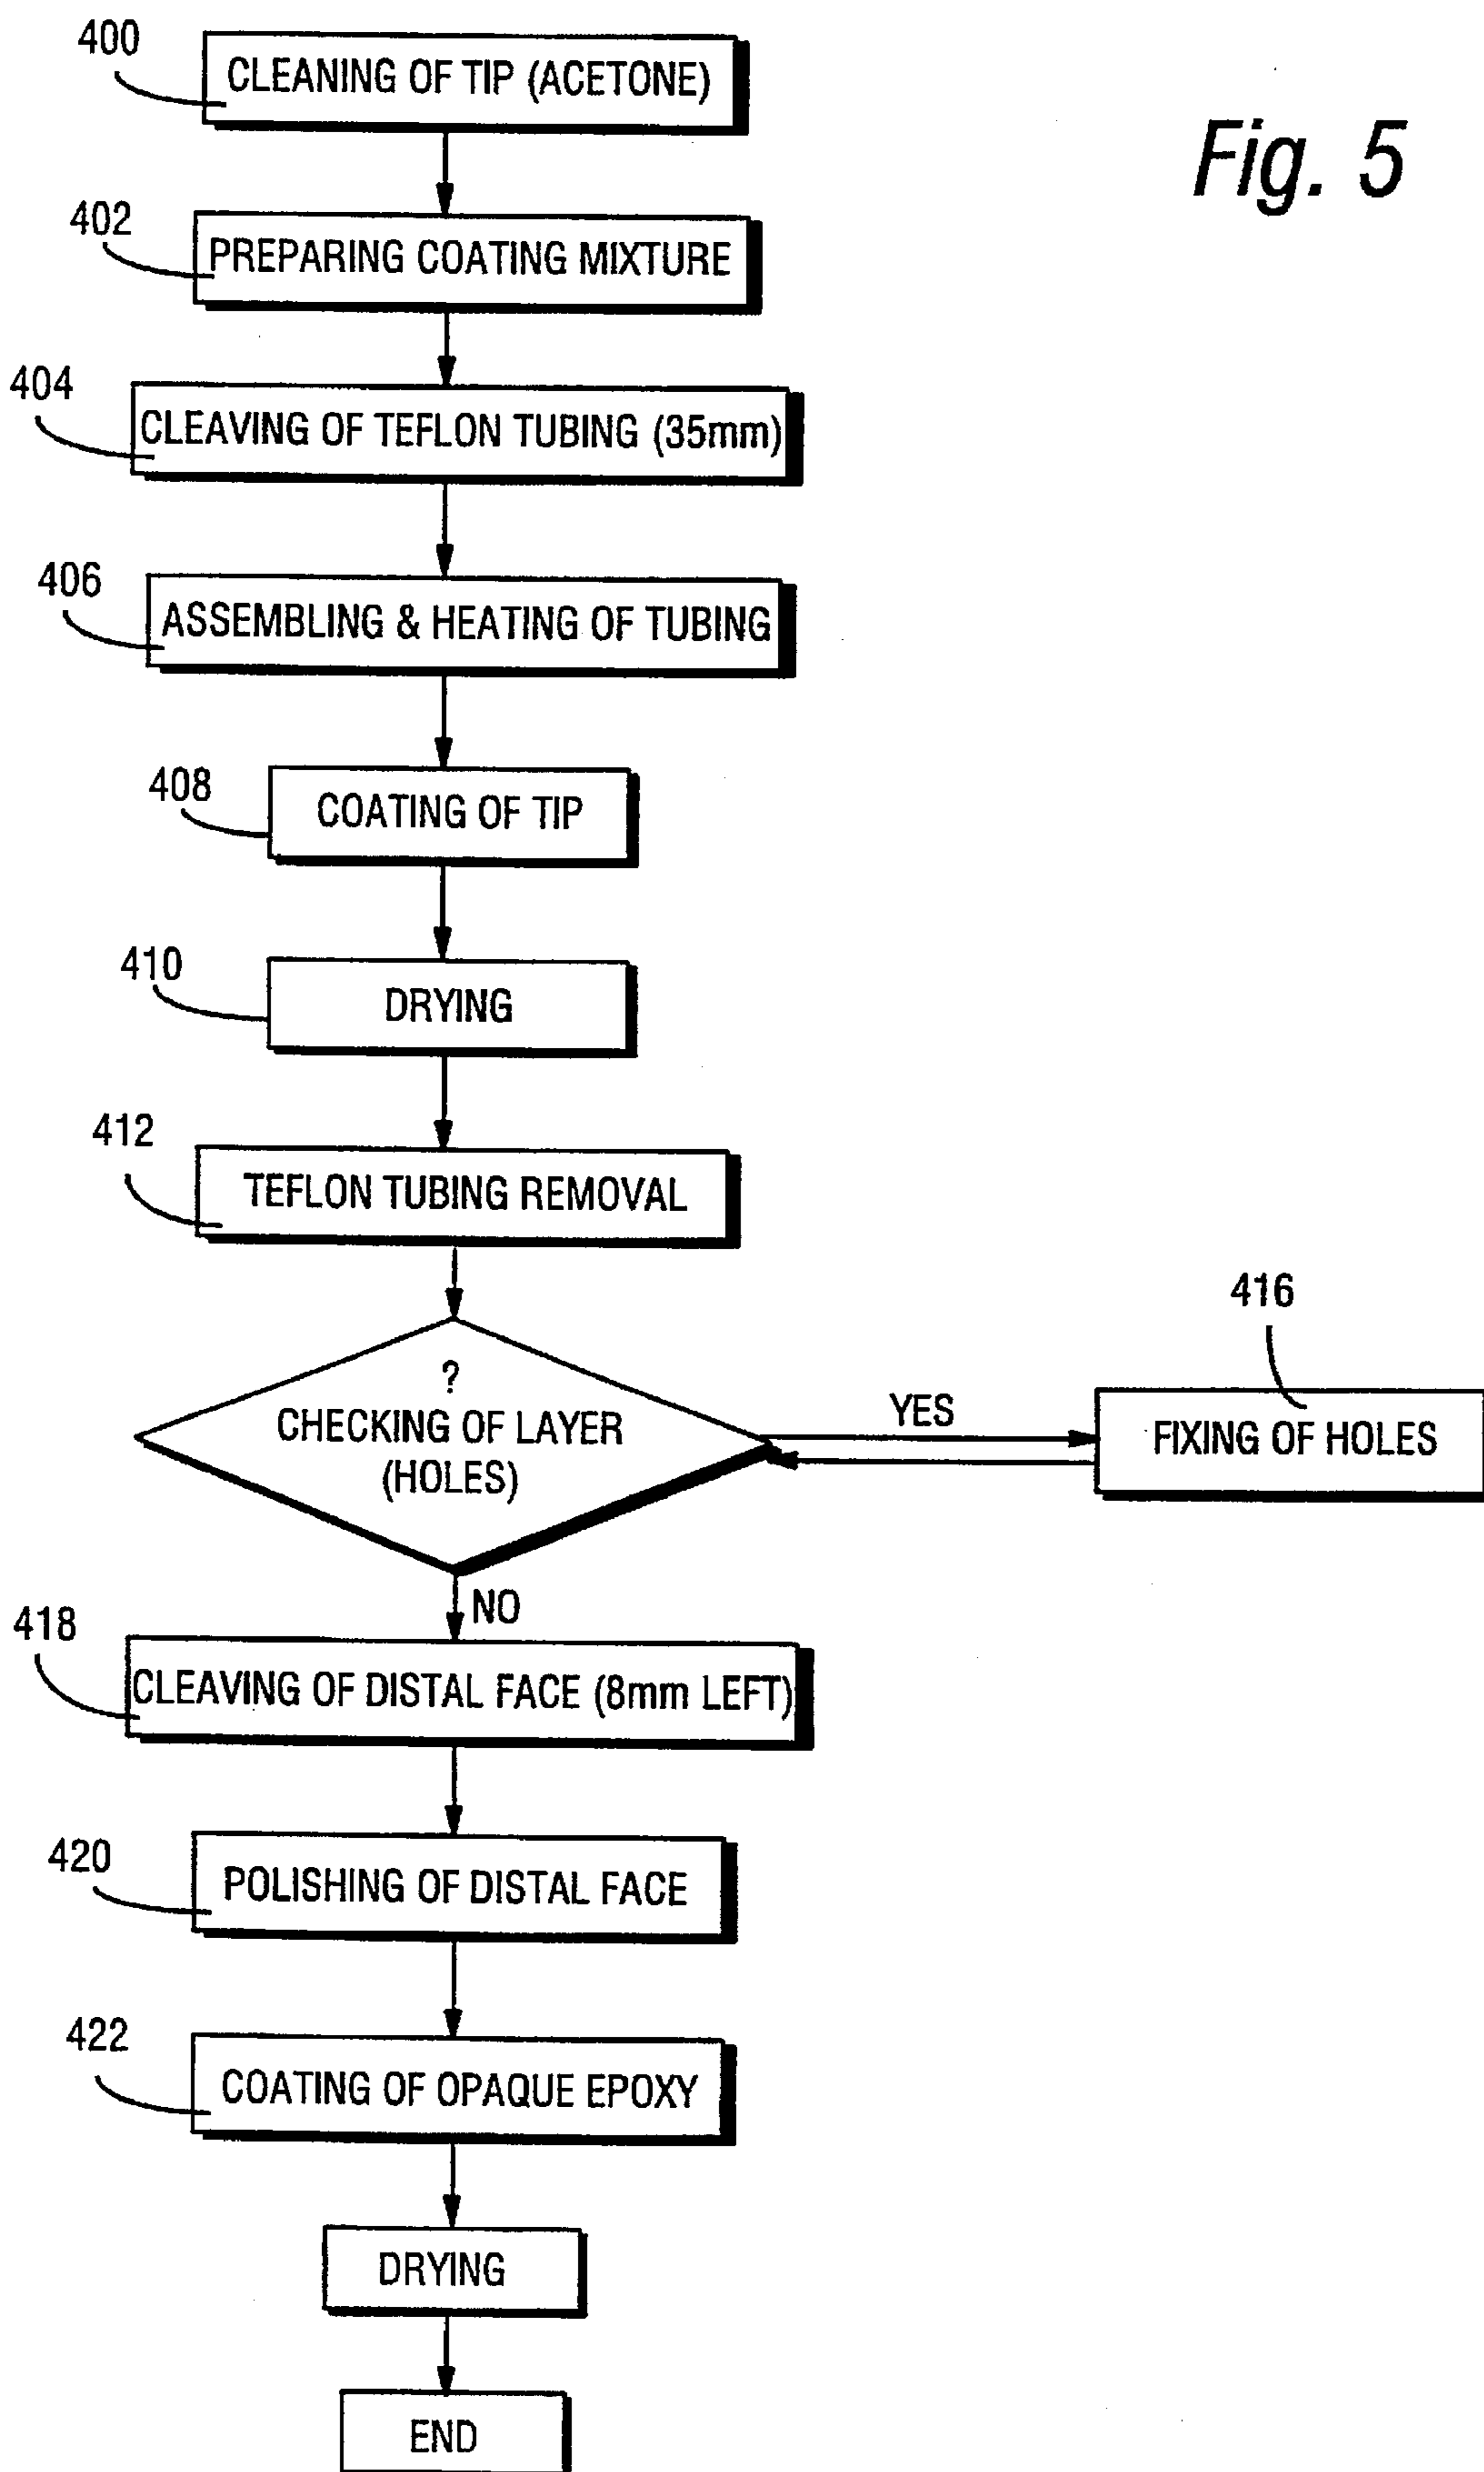 Fig. 5
400
CLEANING OF TIP (ACETONE)
402
PREPARING COATING MIXTURE
404
CLEAVING OF TEFLON TUBING (35mm)
406
ASSEMBLING & HEATING OF TUBING
408
COATING OF TIP
410
DRYING
412
TEFLON TUBING REMOVAL
?
CHECKING OF LAYER
(HOLES)
YES
416
FIXING OF HOLES
NO
418
CLEAVING OF DISTAL FACE (8mm LEFT)
420
POLISHING OF DISTAL FACE
422
COATING OF OPAQUE EPOXY
DRYING
END